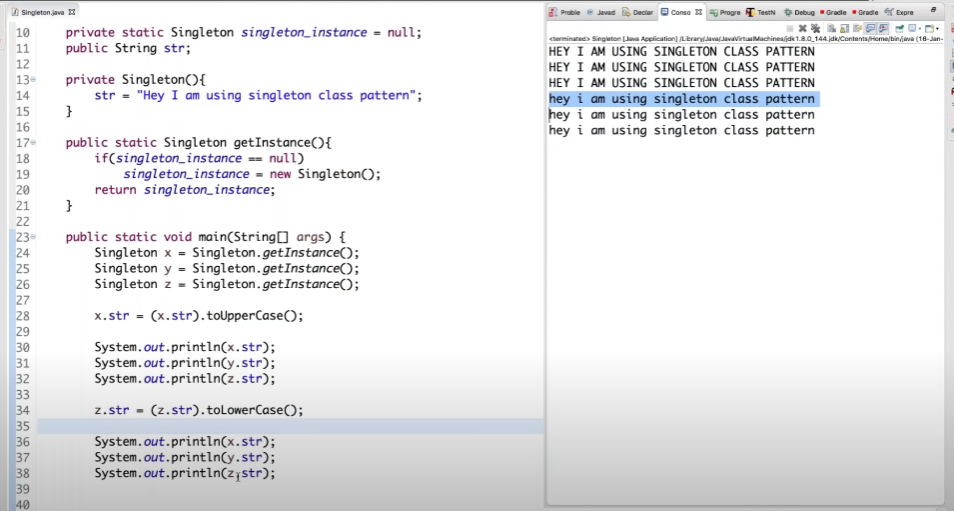 Singleton.java
10 private static Singleton singleton_instance = null;
11 public String str;
12
13 private Singleton(){
14 str = "Hey I am using singleton class pattern";
15 }
16
17 public static Singleton getInstance(){
18 if(singleton_instance == null)
19 singleton_instance = new Singleton();
20 return singleton_instance;
21 }
22
23 public static void main(String[] args) {
24 Singleton x = Singleton.getInstance();
25 Singleton y = Singleton.getInstance();
26 Singleton z = Singleton.getInstance();
27
28 x.str = (x.str).toUpperCase();
29
30 System.out.println(x.str);
31 System.out.println(y.str);
32 System.out.println(z.str);
33
34 z.str = (z.str).toLowerCase();
35
36 System.out.println(x.str);
37 System.out.println(y.str);
38 System.out.println(z.str);
39
40
Proble Javad Declar Conso Progre TestN Debug Gradle Gradle Expre
<terminated> Singleton [Java Application] /Library/Java/JavaVirtualMachines/jdk1.8.0_144.jdk/Contents/Home/bin/java (16-Jan-
HEY I AM USING SINGLETON CLASS PATTERN
HEY I AM USING SINGLETON CLASS PATTERN
HEY I AM USING SINGLETON CLASS PATTERN
hey i am using singleton class pattern
hey i am using singleton class pattern
hey i am using singleton class pattern